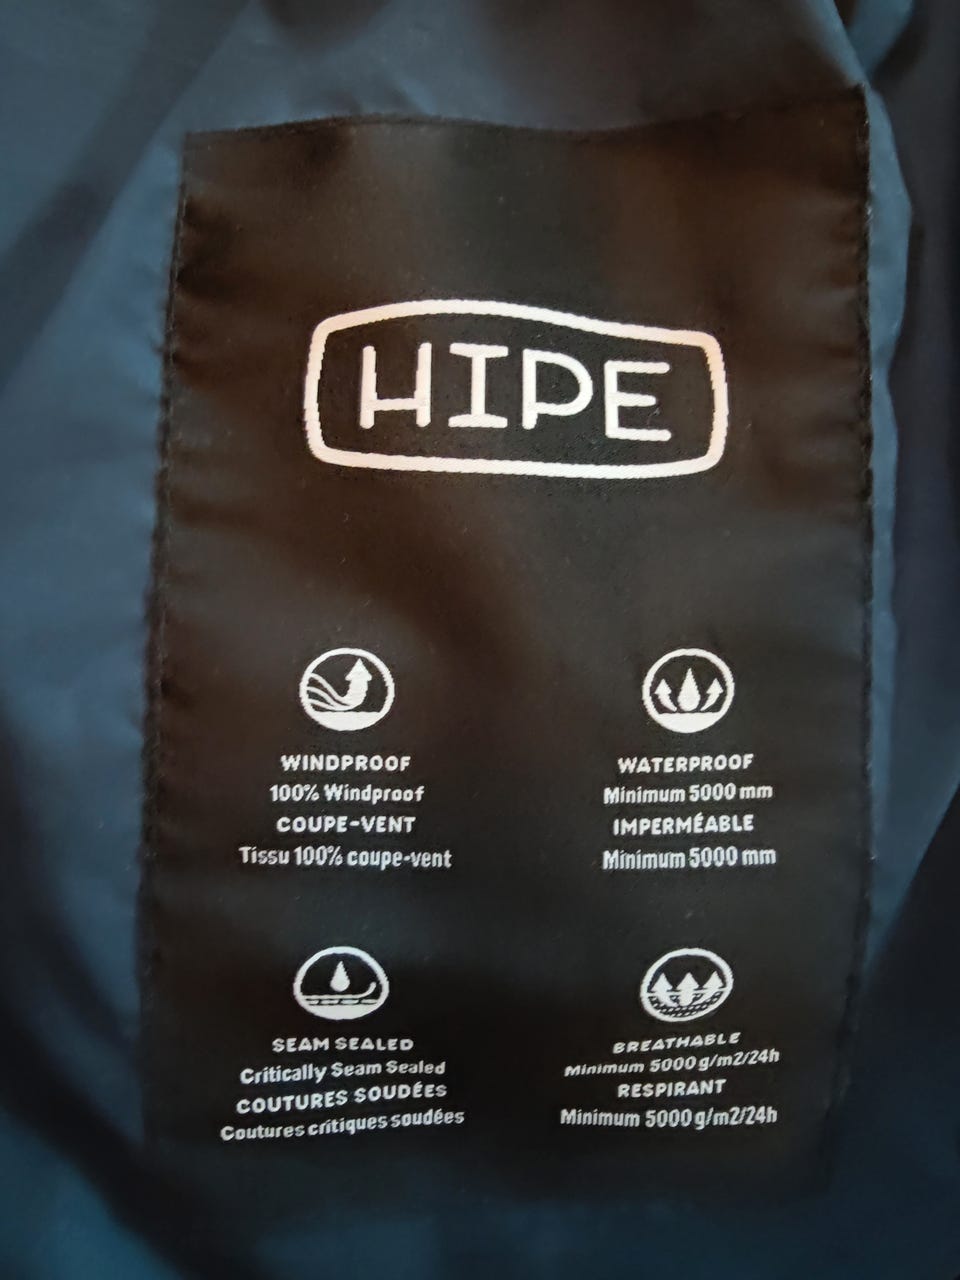 HIPE
WINDPROOF
100% Windproof
COUPE-VENT
Tissu 100% coupe-vent
WATERPROOF
Minimum 5000 mm
IMPERMÉABLE
Minimum 5000 mm
SEAM SEALED
Critically Seam Sealed
COUTURES SOUDÉES
Coutures critiques soudées
BREATHABLE
Minimum 5000 g/m2/24h
RESPIRANT
Minimum 5000 g/m2/24h